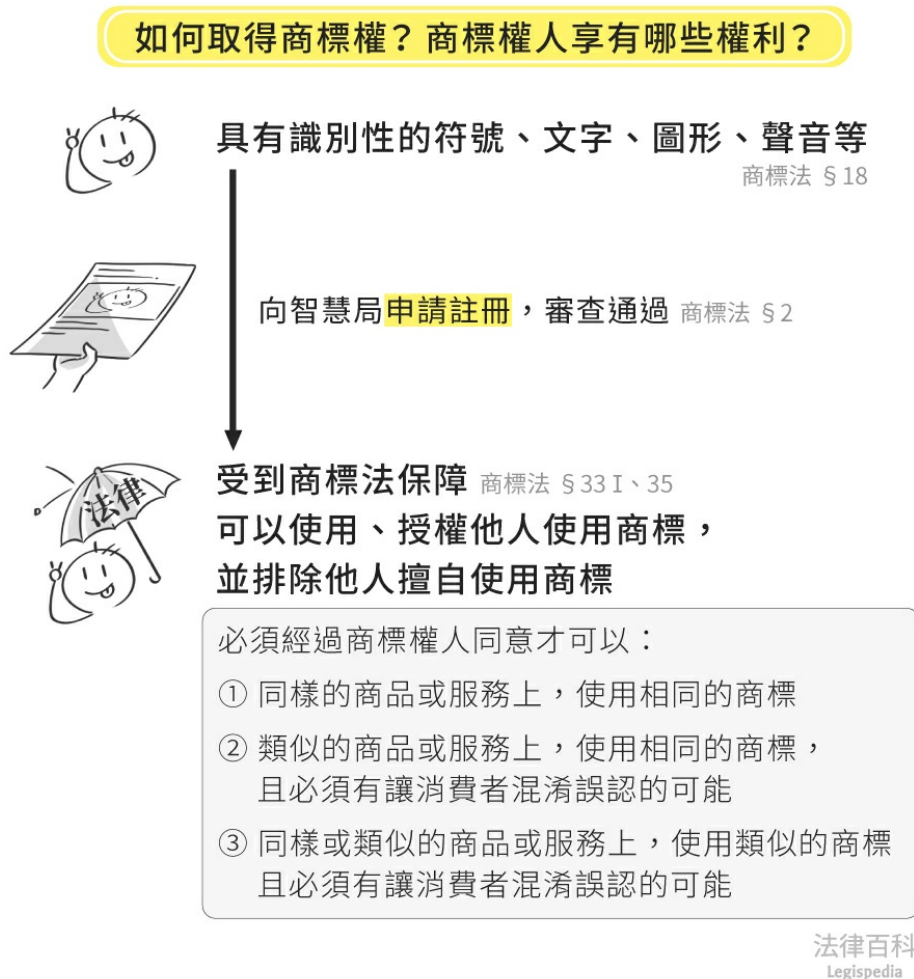 如何取得商標權？商標權人享有哪些權利？
具有識別性的符號、文字、圖形、聲音等
商標法 §18
向智慧局申請註冊，審查通過 商標法 §2
法律
受到商標法保障 商標法 §33 I、35
可以使用、授權他人使用商標，
並排除他人擅自使用商標
必須經過商標權人同意才可以：
① 同樣的商品或服務上，使用相同的商標
② 類似的商品或服務上，使用相同的商標，
且必須有讓消費者混淆誤認的可能
③ 同樣或類似的商品或服務上，使用類似的商標
且必須有讓消費者混淆誤認的可能
法律百科
Legispedia